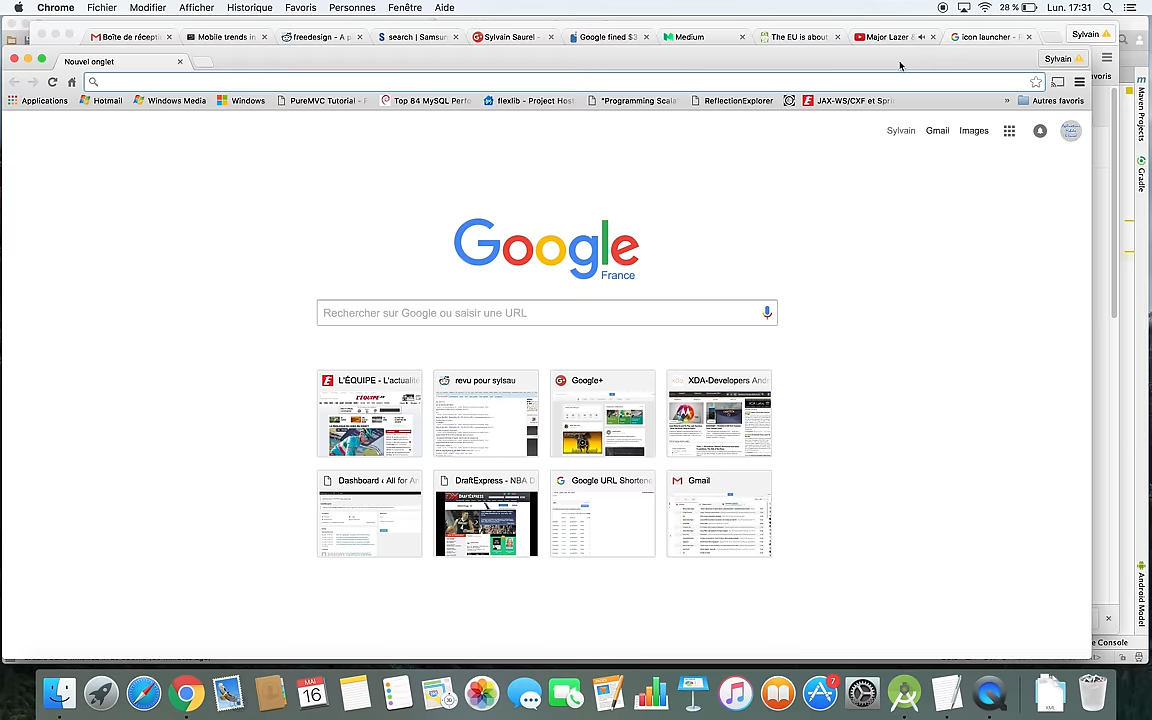 Chrome Fichier Modifier Afficher Historique Favoris Personnes Fenêtre Aide 28 % Lun. 17:31
Boîte de récepti Mobile trends in freedesign - A p search | Samsun Sylvain Saurel - Google fined $3 Medium The EU is about Major Lazer & icon launcher - F Sylvain
Nouvel onglet Sylvain
Applications Hotmail Windows Media Windows PureMVC Tutorial - F Top 84 MySQL Perfo flexlib - Project Host "Programming Scala ReflectionExplorer JAX-WS/CXF et Spri » Autres favoris
Maven Projects
Gradle
Android Model
Sylvain Gmail Images
Google
France
Rechercher sur Google ou saisir une URL
L'ÉQUIPE - L'actualité revu pour sylsau Google+ XDA-Developers And
Dashboard ‹ All for An DraftExpress - NBA D Google URL Shortene Gmail
e Console
MAI
16
7